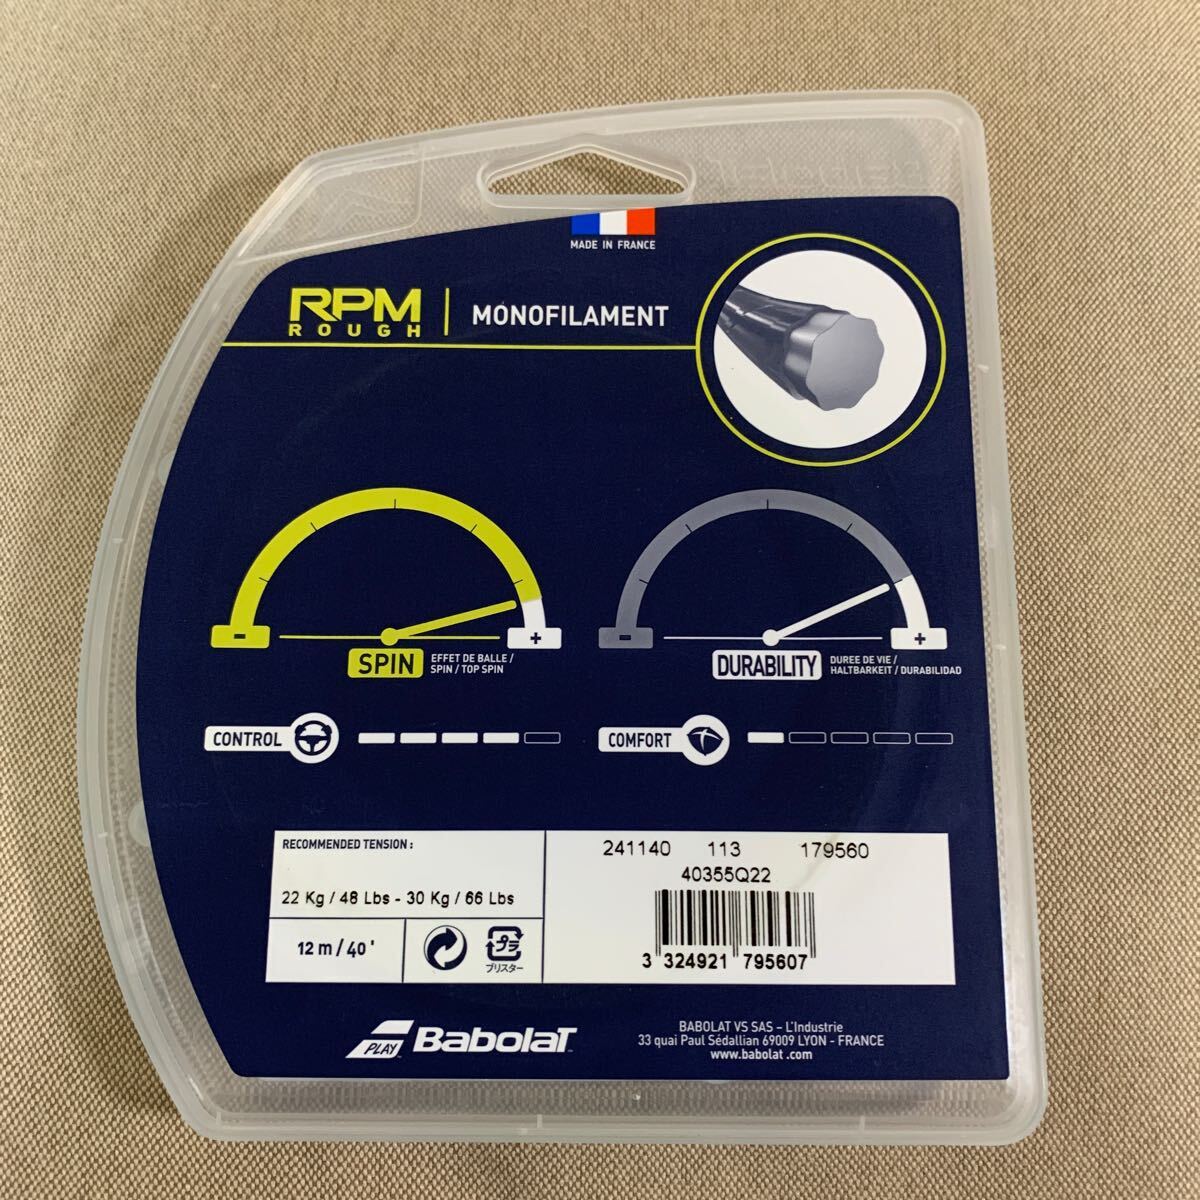 MADE IN FRANCE
RPM
ROUGH
MONOFILAMENT
- +
SPIN
EFFET DE BALLE /
SPIN / TOP SPIN
- +
DURABILITY
DUREE DE VIE /
HALTBARKEIT / DURABILIDAD
CONTROL
COMFORT
RECOMMENDED TENSION :
22 Kg / 48 Lbs - 30 Kg / 66 Lbs
12 m / 40 '
プラ
ブリスター
241140 113 179560
40355Q22
3 324921 795607
PLAY Babolat
BABOLAT VS SAS – L'Industrie
33 quai Paul Sédallian 69009 LYON - FRANCE
www.babolat .com